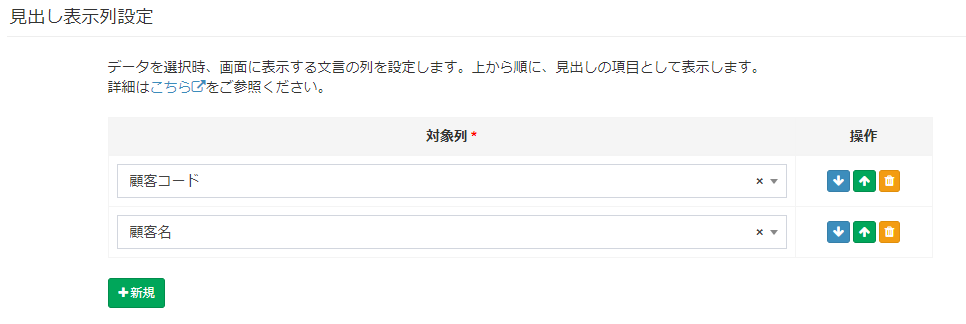 見出し表示列設定
データを選択時、画面に表示する文言の列を設定します。上から順に、見出しの項目として表示します。
詳細はこちらをご参照ください。
対象列 * 操作
顧客コード × 
顧客名 × 
+新規